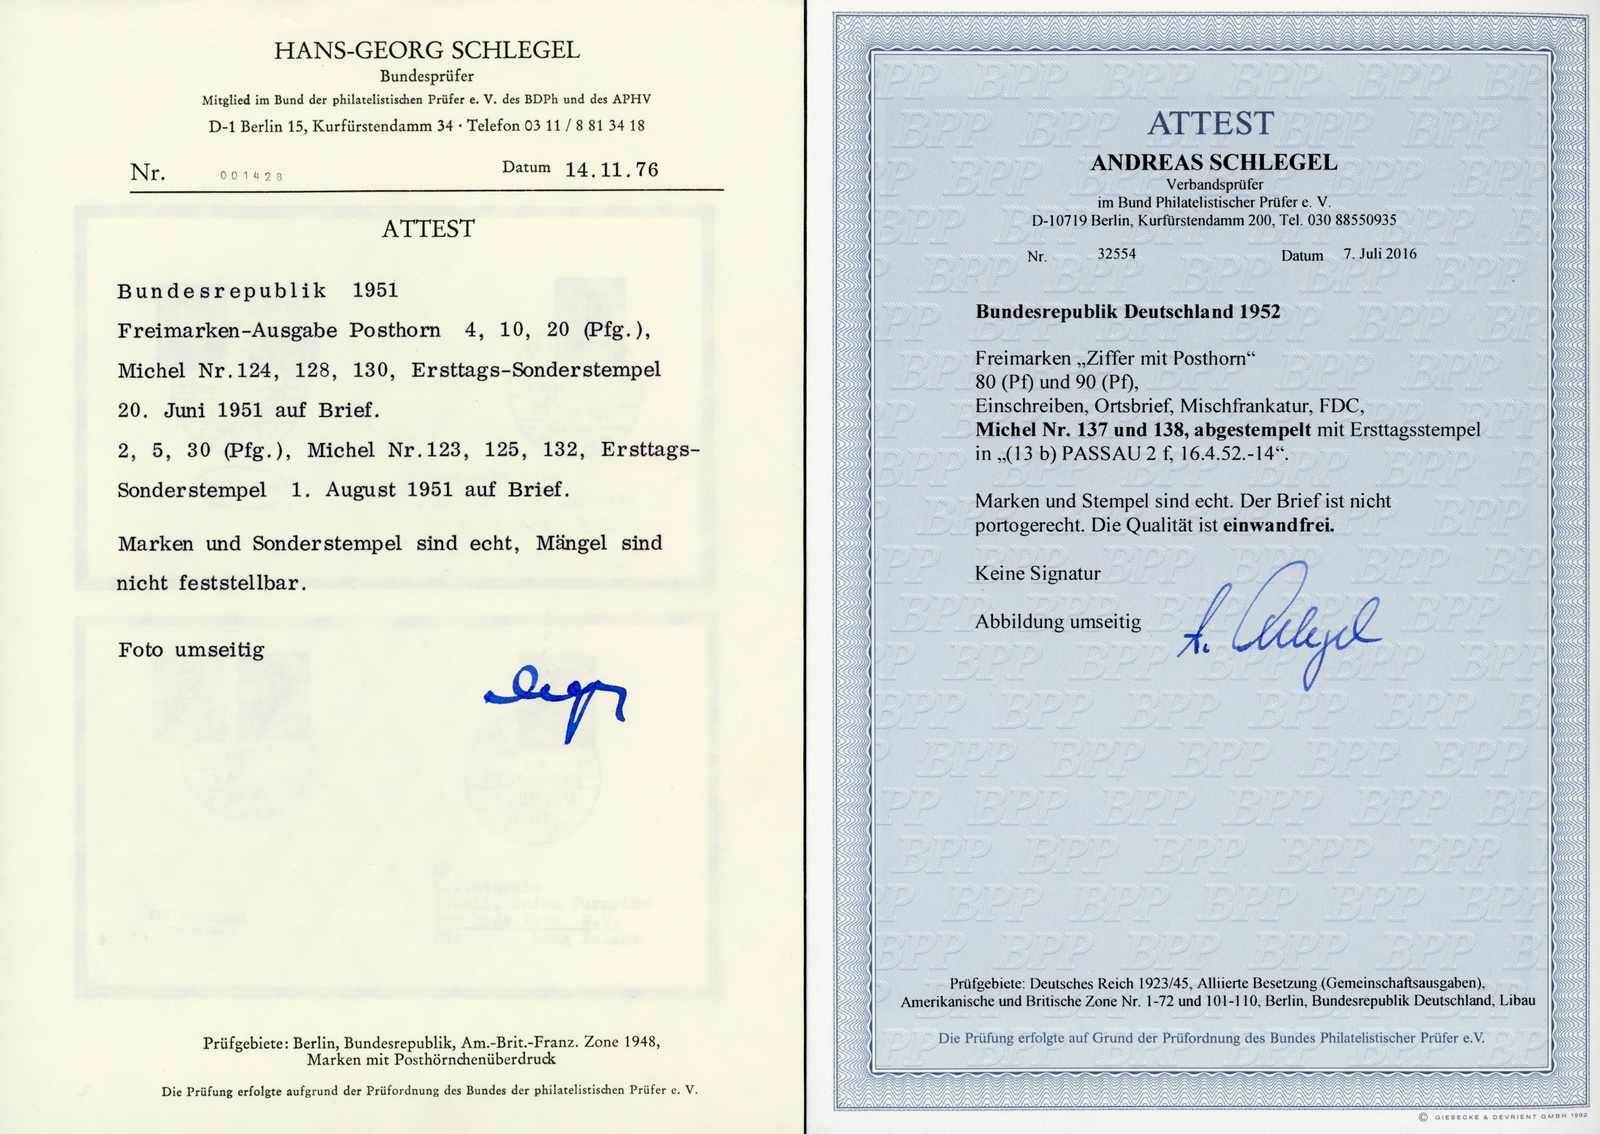 HANS-GEORG SCHLEGEL
Bundesprüfer
Mitglied im Bund der philatelistischen Prüfer e. V. des BDPh und des APHV
D-1 Berlin 15, Kurfürstendamm 34 · Telefon 03 11 / 8 81 34 18
Nr. 001428 Datum 14.11.76
ATTEST
Bundesrepublik 1951
Freimarken-Ausgabe Posthorn 4, 10, 20 (Pfg.),
Michel Nr.124, 128, 130, Ersttags-Sonderstempel
20. Juni 1951 auf Brief.
2, 5, 30 (Pfg.), Michel Nr.123, 125, 132, Ersttags-
Sonderstempel 1. August 1951 auf Brief.
Marken und Sonderstempel sind echt, Mängel sind
nicht feststellbar.
Foto umseitig
Prüfgebiete: Berlin, Bundesrepublik, Am.-Brit.-Franz. Zone 1948,
Marken mit Posthörnchenüberdruck
Die Prüfung erfolgte aufgrund der Prüfordnung des Bundes der philatelistischen Prüfer e. V.
ATTEST
ANDREAS SCHLEGEL
Verbandsprüfer
im Bund Philatelistischer Prüfer e. V.
D-10719 Berlin, Kurfürstendamm 200, Tel. 030 88550935
Nr. 32554 Datum 7. Juli 2016
Bundesrepublik Deutschland 1952
Freimarken „Ziffer mit Posthorn“
80 (Pf) und 90 (Pf),
Einschreiben, Ortsbrief, Mischfrankatur, FDC,
Michel Nr. 137 und 138, abgestempelt mit Ersttagsstempel
in „(13 b) PASSAU 2 f, 16.4.52.-14“.
Marken und Stempel sind echt. Der Brief ist nicht
portogerecht. Die Qualität ist einwandfrei.
Keine Signatur
Abbildung umseitig
A. Schlegel
Prüfgebiete: Deutsches Reich 1923/45, Alliierte Besetzung (Gemeinschaftsausgaben),
Amerikanische und Britische Zone Nr. 1-72 und 101-110, Berlin, Bundesrepublik Deutschland, Libau
Die Prüfung erfolgte auf Grund der Prüfordnung des Bundes Philatelistischer Prüfer e.V.
© GIESECKE & DEVRIENT GMBH 1992